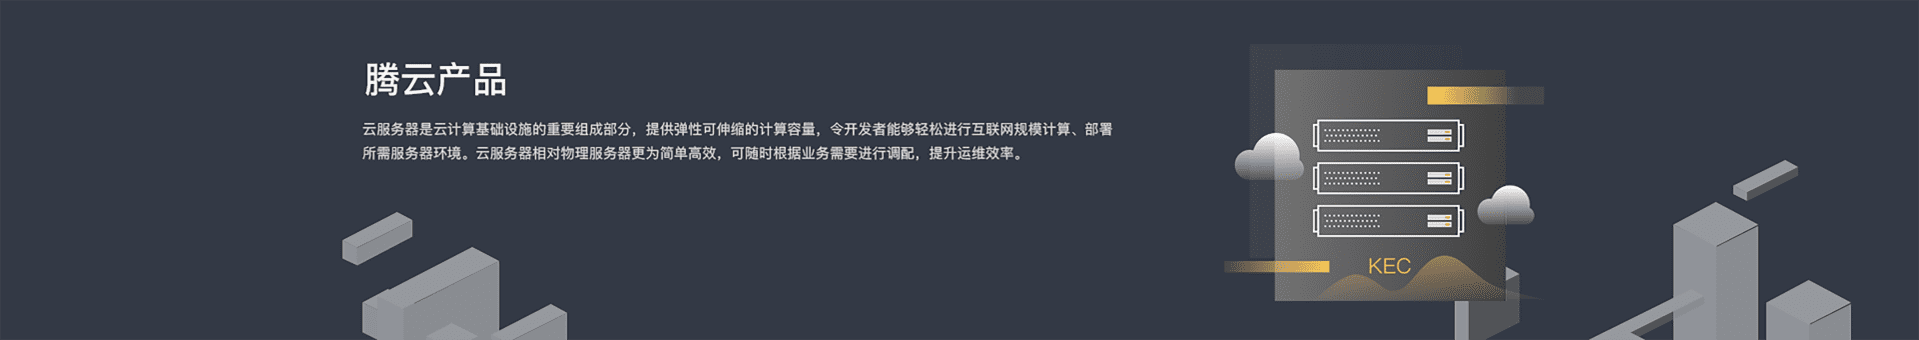 腾云产品
云服务器是云计算基础设施的重要组成部分，提供弹性可伸缩的计算容量，令开发者能够轻松进行互联网规模计算、部署
所需服务器环境。云服务器相对物理服务器更为简单高效，可随时根据业务需要进行调配，提升运维效率。
KEC